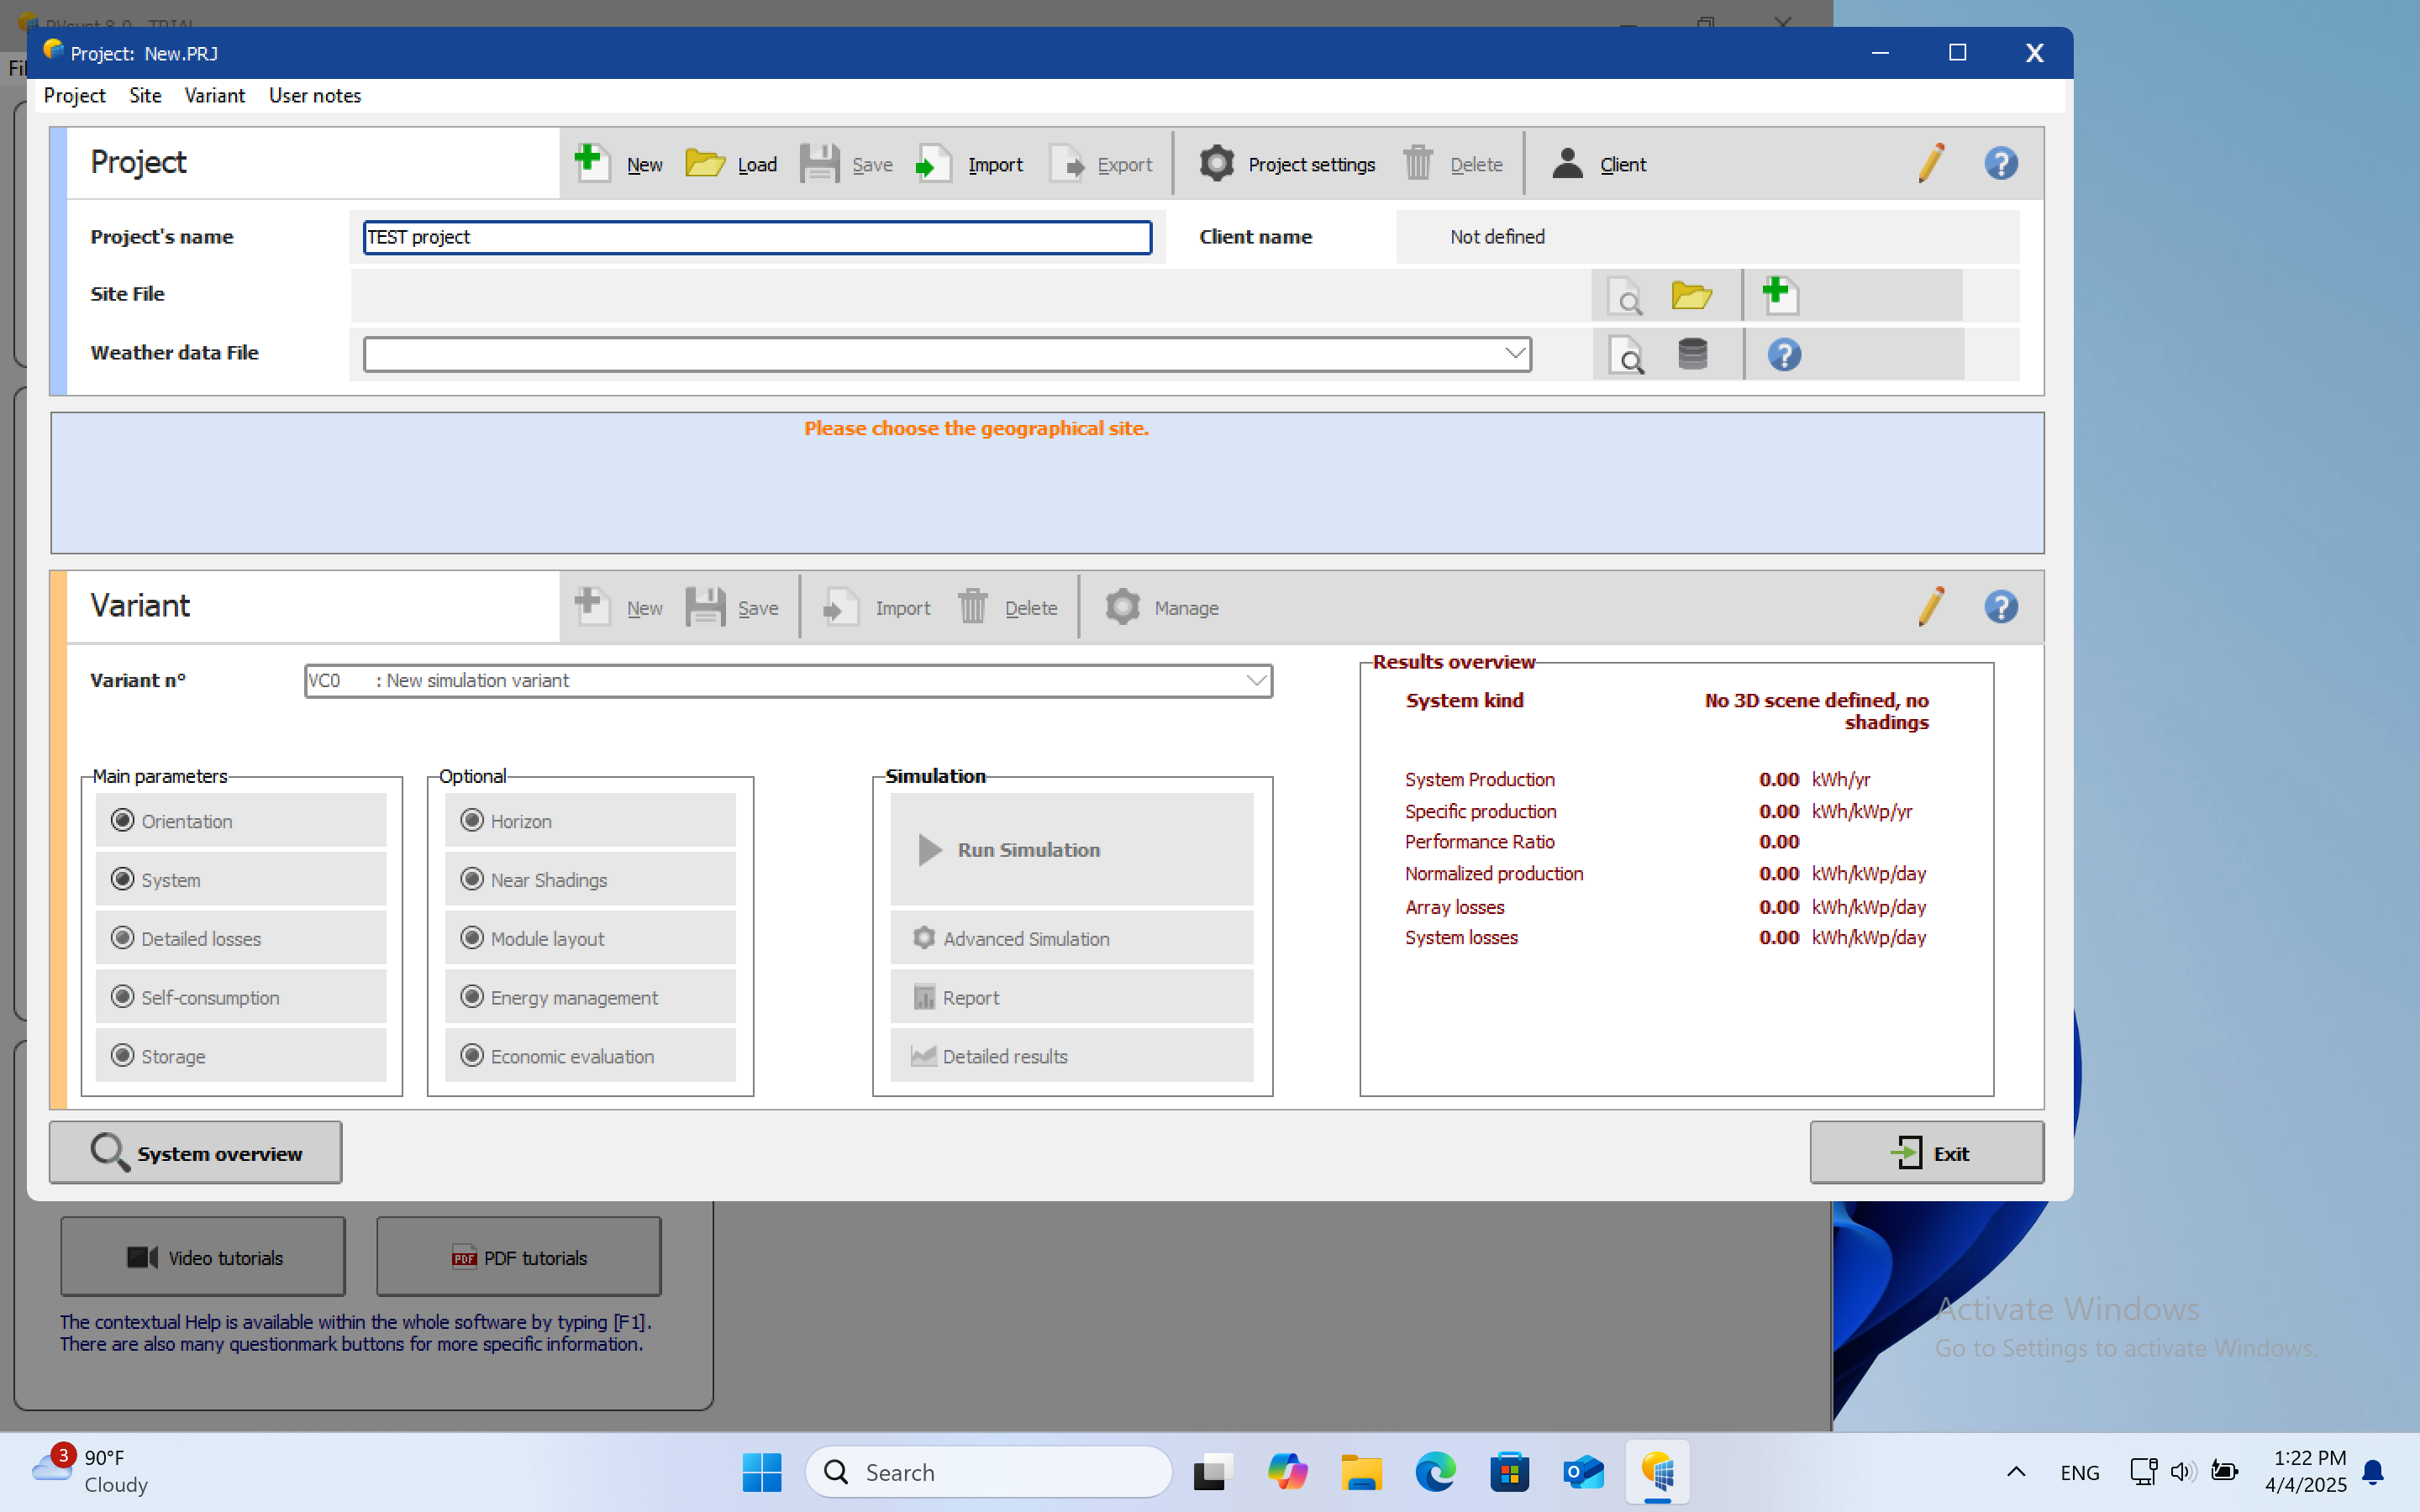 PVsyst 8.0 - TRIAL
Project: New.PRJ
Project Site Variant User notes
Project
New Load Save Import Export Project settings Delete Client
Project's name TEST project Client name Not defined
Site File
Weather data File
Please choose the geographical site.
Variant
New Save Import Delete Manage
Variant n° VC0 : New simulation variant
Results overview
System kind No 3D scene defined, no
shadings
Main parameters Optional Simulation
System Production 0.00 kWh/yr
Orientation Horizon
Specific production 0.00 kWh/kWp/yr
Run Simulation
Performance Ratio 0.00
System Near Shadings
Normalized production 0.00 kWh/kWp/day
Array losses 0.00 kWh/kWp/day
Detailed losses Module layout Advanced Simulation
System losses 0.00 kWh/kWp/day
Self-consumption Energy management Report
Storage Economic evaluation Detailed results
System overview Exit
Video tutorials PDF PDF tutorials
The contextual Help is available within the whole software by typing [F1].
There are also many questionmark buttons for more specific information.
Activate Windows
Go to Settings to activate Windows.
3 90°F
Cloudy
Search
ENG
1:22 PM
4/4/2025